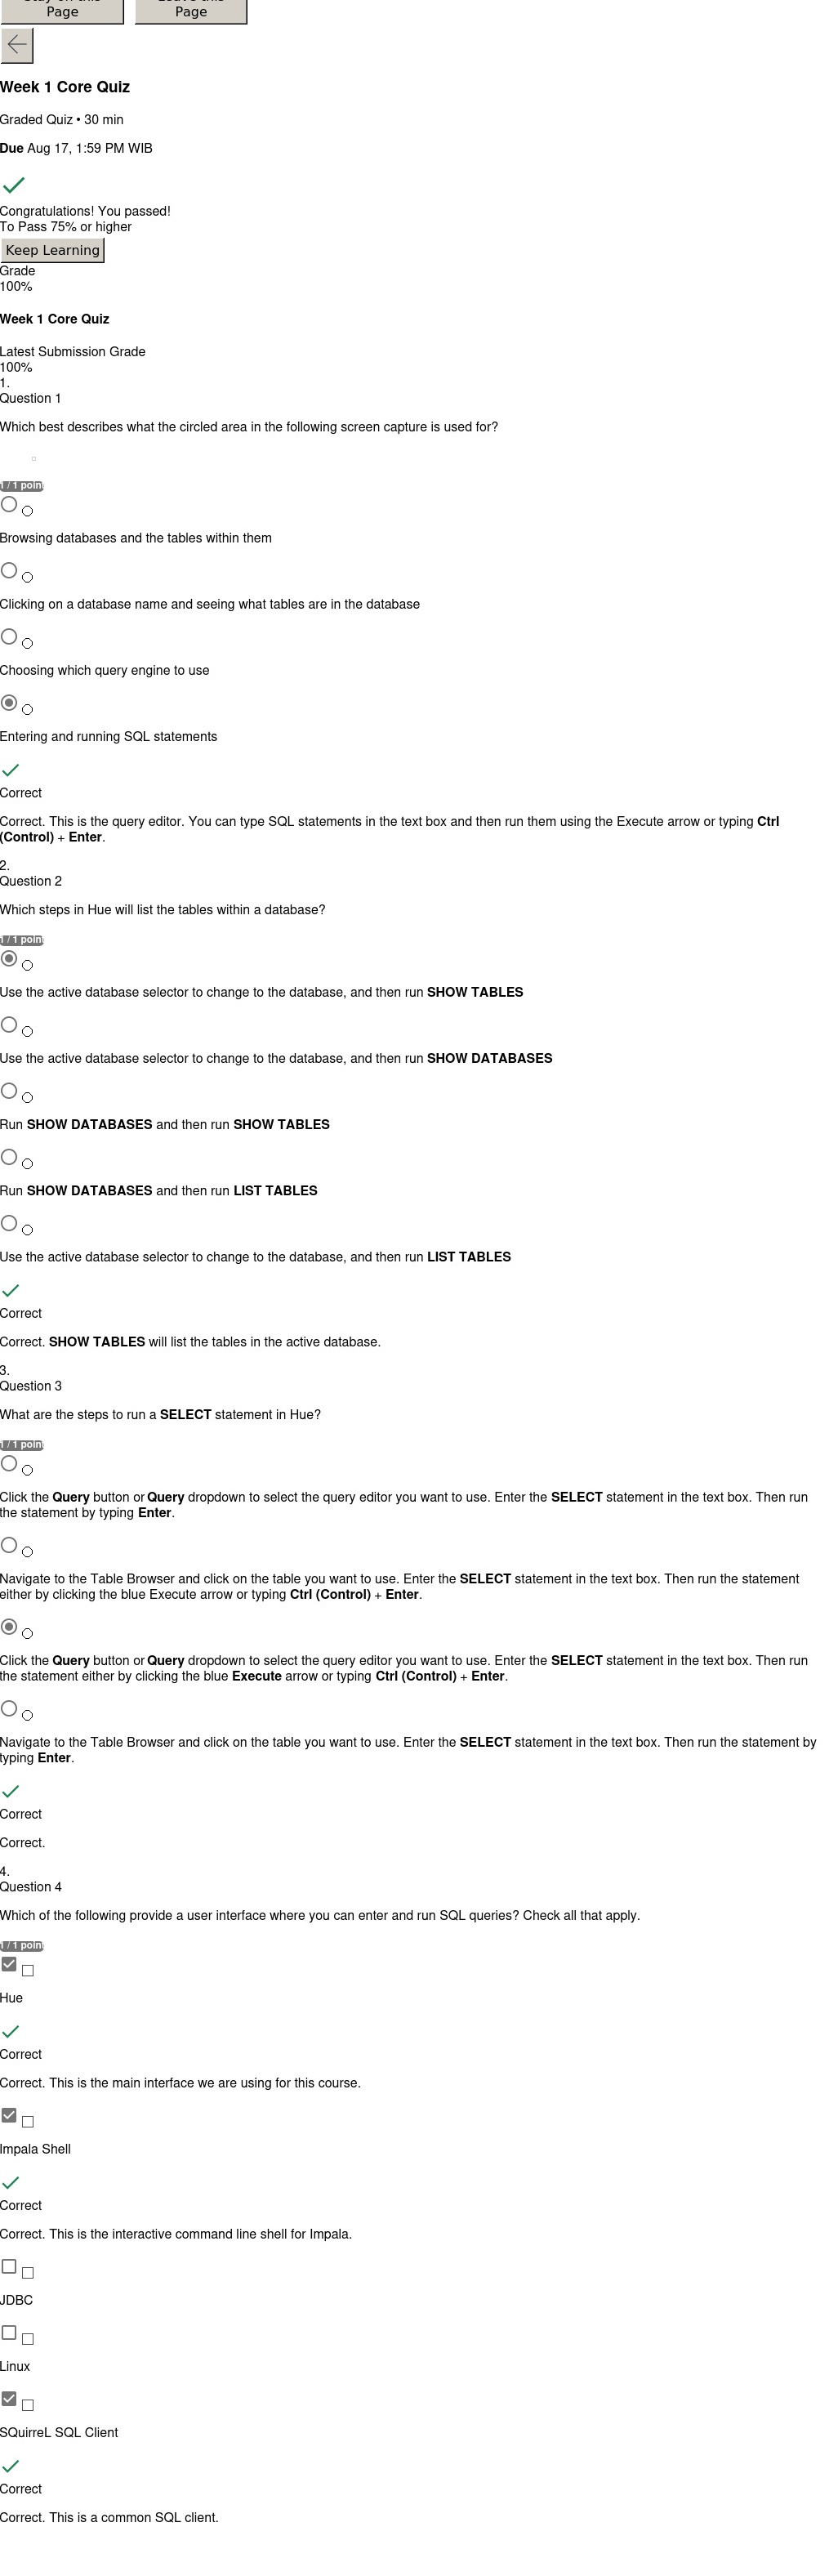 Page
Page
Week 1 Core Quiz
Graded Quiz • 30 min
Due Aug 17, 1:59 PM WIB
Congratulations! You passed!
To Pass 75% or higher
Keep Learning
Grade
100%
Week 1 Core Quiz
Latest Submission Grade
100%
1.
Question 1
Which best describes what the circled area in the following screen capture is used for?
1 / 1 point
Browsing databases and the tables within them
Clicking on a database name and seeing what tables are in the database
Choosing which query engine to use
Entering and running SQL statements
Correct
Correct. This is the query editor. You can type SQL statements in the text box and then run them using the Execute arrow or typing Ctrl
(Control) + Enter.
2.
Question 2
Which steps in Hue will list the tables within a database?
1 / 1 point
Use the active database selector to change to the database, and then run SHOW TABLES
Use the active database selector to change to the database, and then run SHOW DATABASES
Run SHOW DATABASES and then run SHOW TABLES
Run SHOW DATABASES and then run LIST TABLES
Use the active database selector to change to the database, and then run LIST TABLES
Correct
Correct. SHOW TABLES will list the tables in the active database.
3.
Question 3
What are the steps to run a SELECT statement in Hue?
1 / 1 point
Click the Query button or Query dropdown to select the query editor you want to use. Enter the SELECT statement in the text box. Then run
the statement by typing Enter.
Navigate to the Table Browser and click on the table you want to use. Enter the SELECT statement in the text box. Then run the statement
either by clicking the blue Execute arrow or typing Ctrl (Control) + Enter.
Click the Query button or Query dropdown to select the query editor you want to use. Enter the SELECT statement in the text box. Then run
the statement either by clicking the blue Execute arrow or typing Ctrl (Control) + Enter.
Navigate to the Table Browser and click on the table you want to use. Enter the SELECT statement in the text box. Then run the statement by
typing Enter.
Correct
Correct.
4.
Question 4
Which of the following provide a user interface where you can enter and run SQL queries? Check all that apply.
1 / 1 point
Hue
Correct
Correct. This is the main interface we are using for this course.
Impala Shell
Correct
Correct. This is the interactive command line shell for Impala.
JDBC
Linux
SQuirreL SQL Client
Correct
Correct. This is a common SQL client.